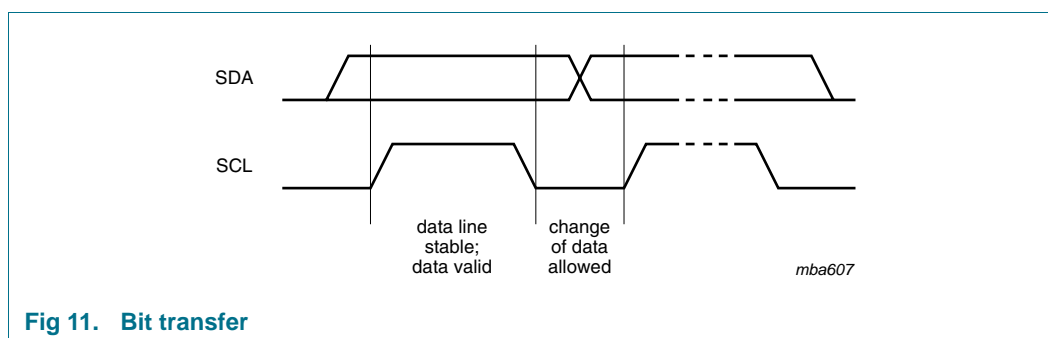 SDA
SCL
data line
stable;
data valid
change
of data
allowed
mba607
Fig 11. Bit transfer